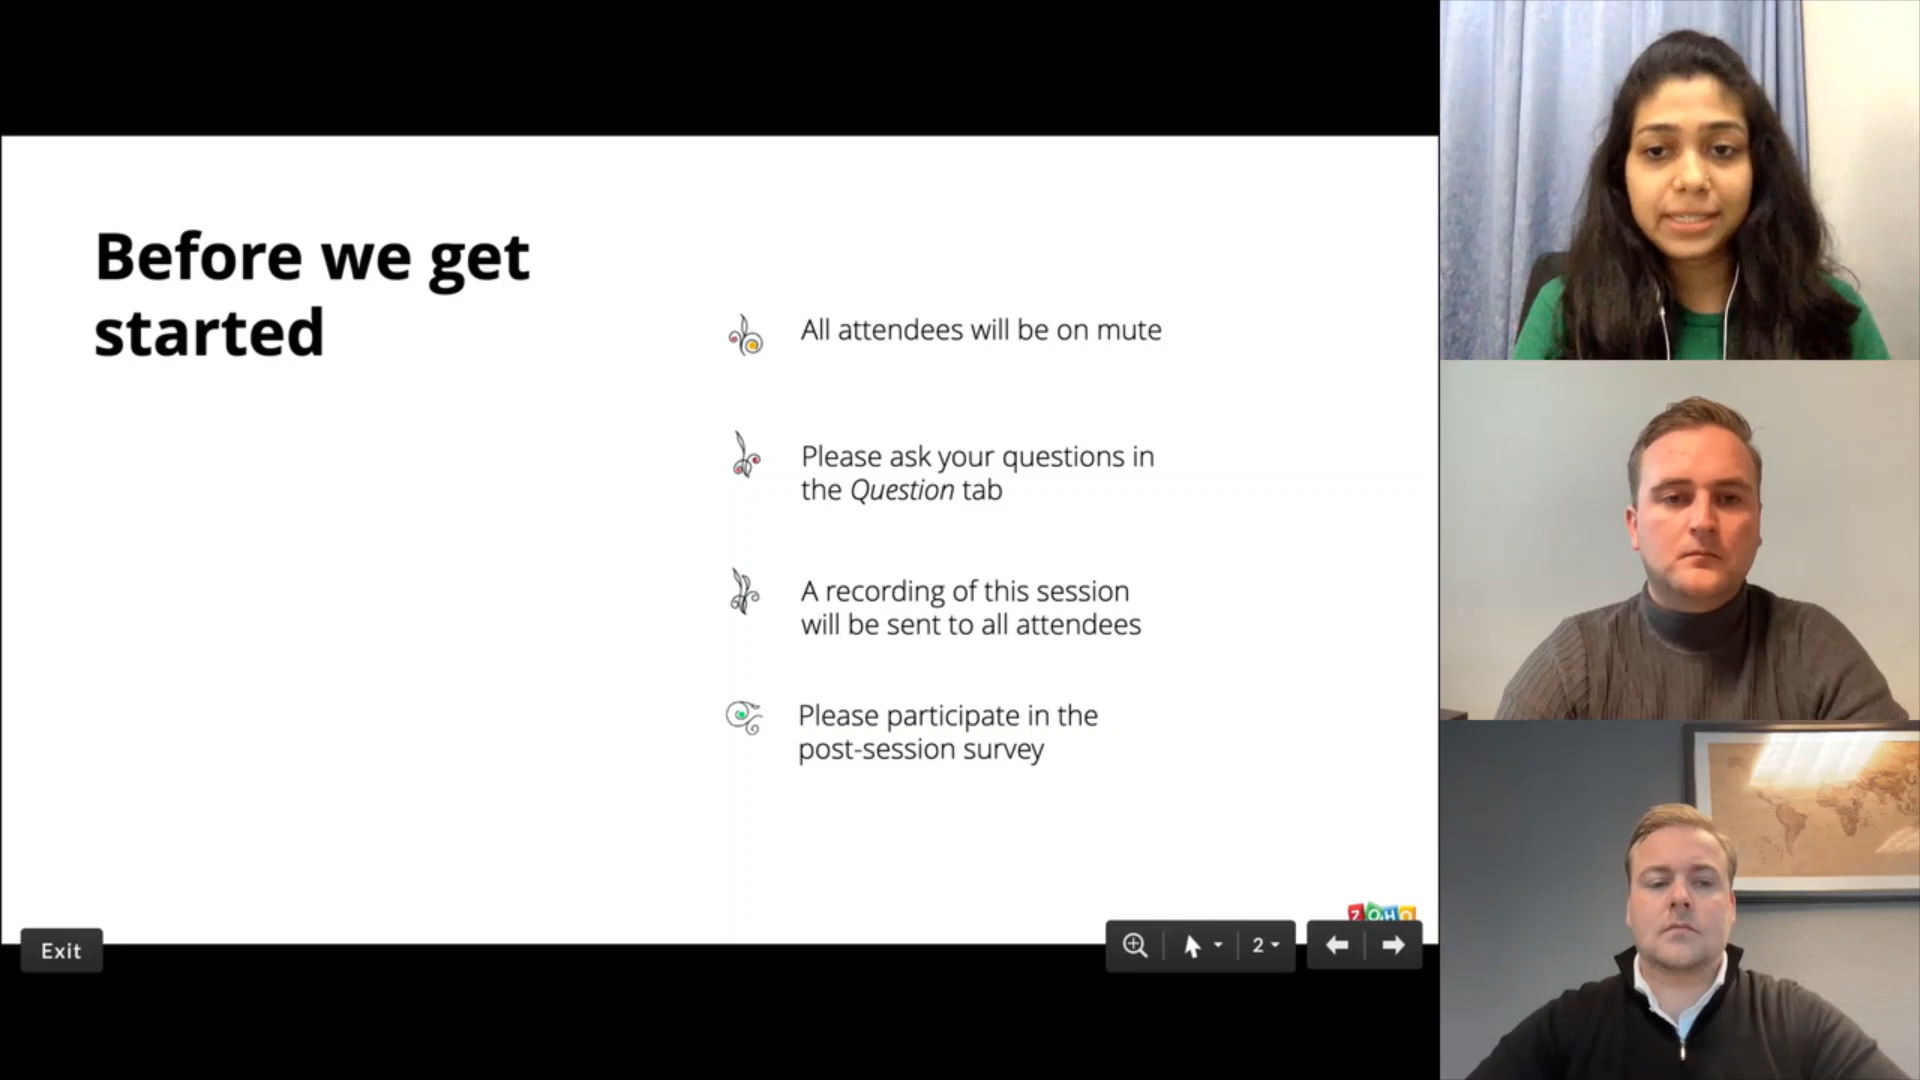 Before we get
started
All attendees will be on mute
Please ask your questions in
the Question tab
A recording of this session
will be sent to all attendees
Please participate in the
post-session survey
ZOHO
Exit
2